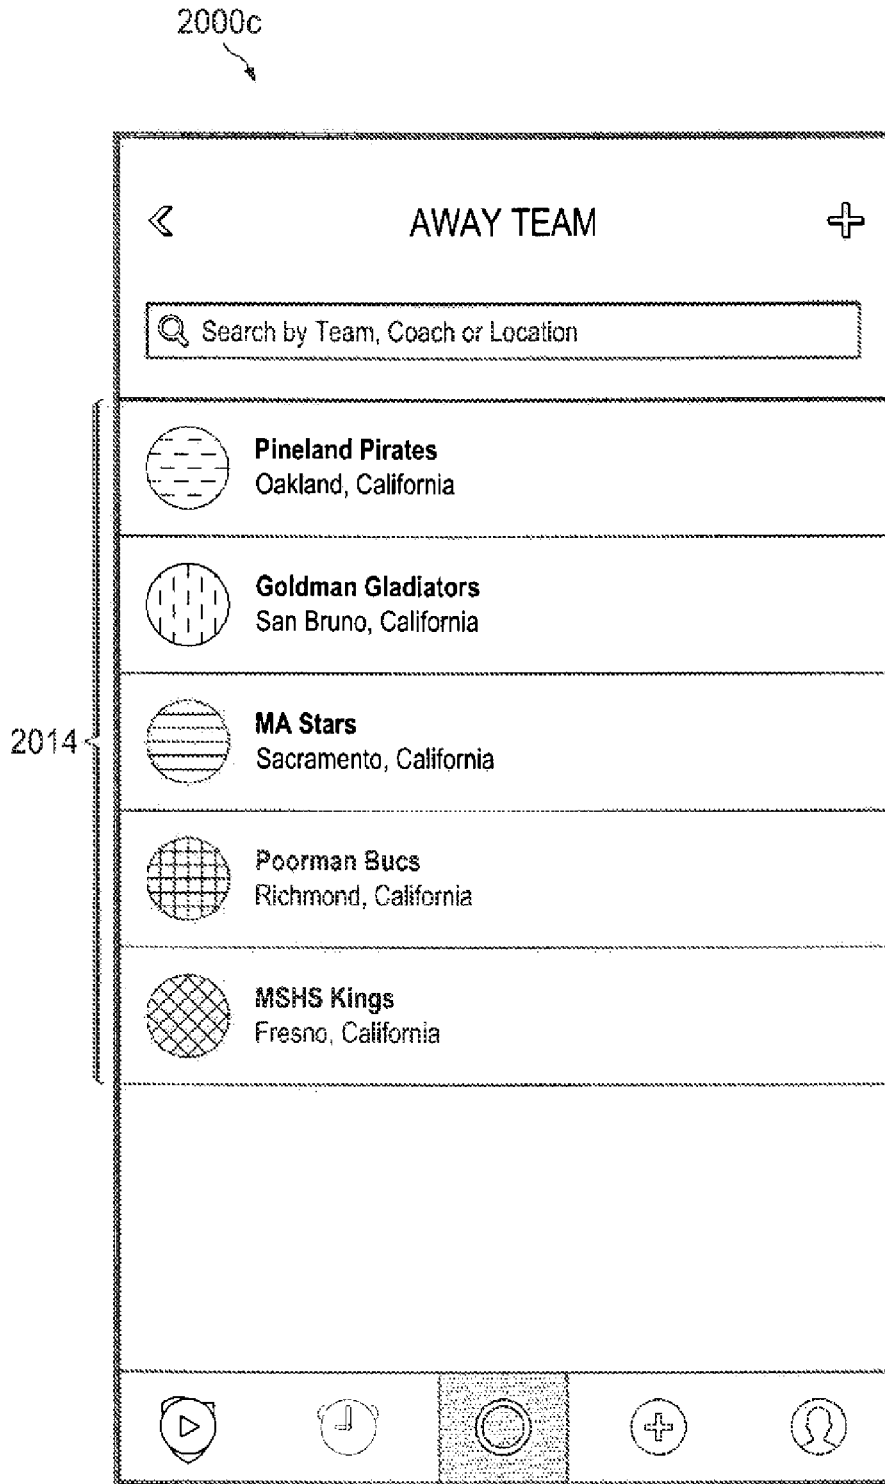 2000c
AWAY TEAM
Search by Team, Coach or Location
Pineland Pirates
Oakland, California
Goldman Gladiators
San Bruno, California
2014
MA Stars
Sacramento, California
Poorman Bucs
Richmond, California
MSHS Kings
Fresno, California